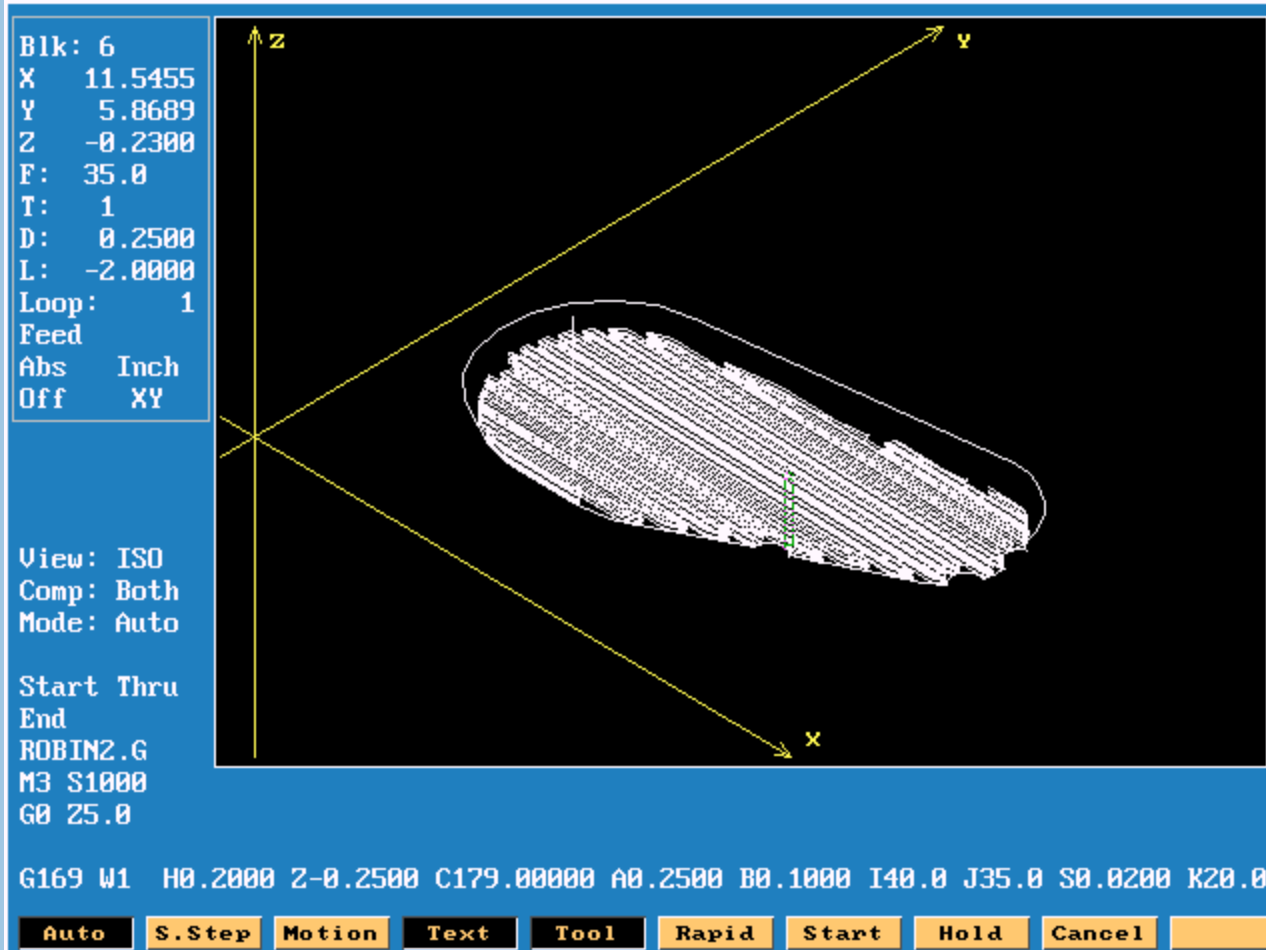 Blk: 6
X 11.5455
Y 5.8689
Z -0.2300
F: 35.0
T: 1
D: 0.2500
L: -2.0000
Loop: 1
Feed
Abs Inch
Off XY
View: ISO
Comp: Both
Mode: Auto
Start Thru
End
ROBIN2.G
M3 S1000
G0 Z5.0
Z
Y
X
G169 W1 H0.2000 Z-0.2500 C179.00000 A0.2500 B0.1000 I40.0 J35.0 S0.0200 K20.0
Auto S.Step Motion Text Tool Rapid Start Hold Cancel